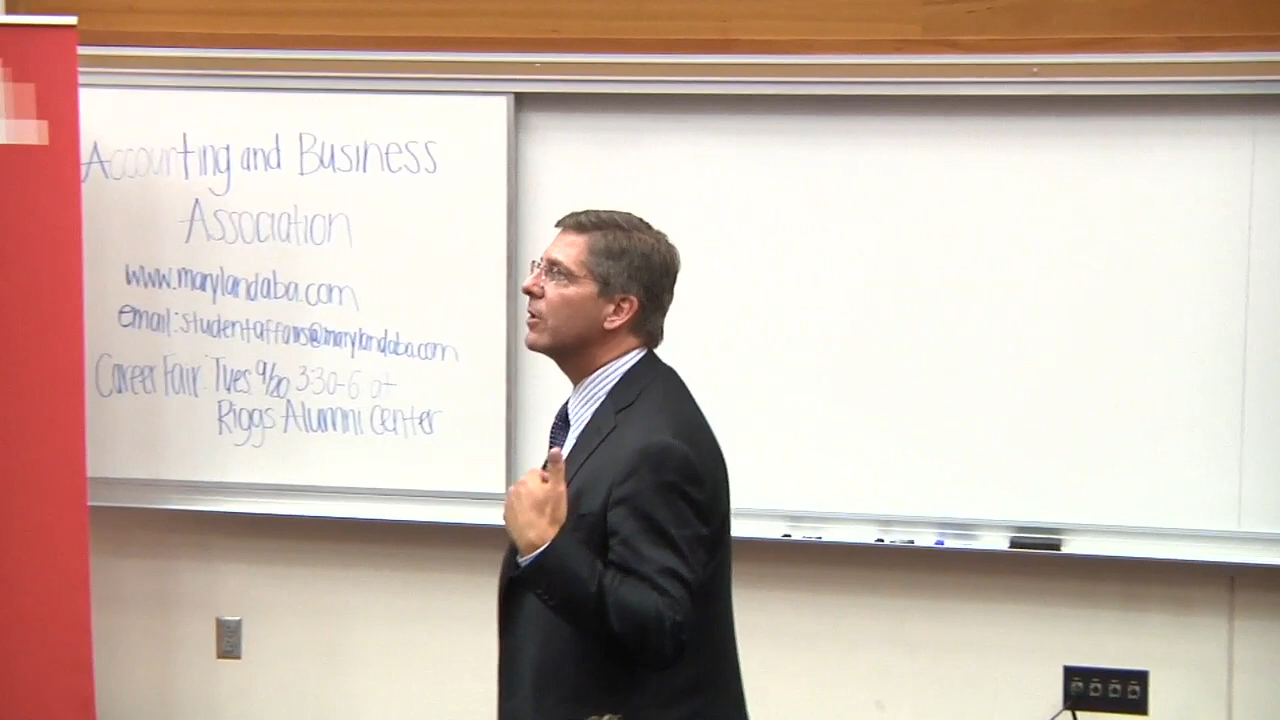 Accounting and Business
Association
www.marylandaba.com
email:studentaffairs@marylandaba.com
Career Fair: Tues 9/20 3:30-6 at
Riggs Alumni Center